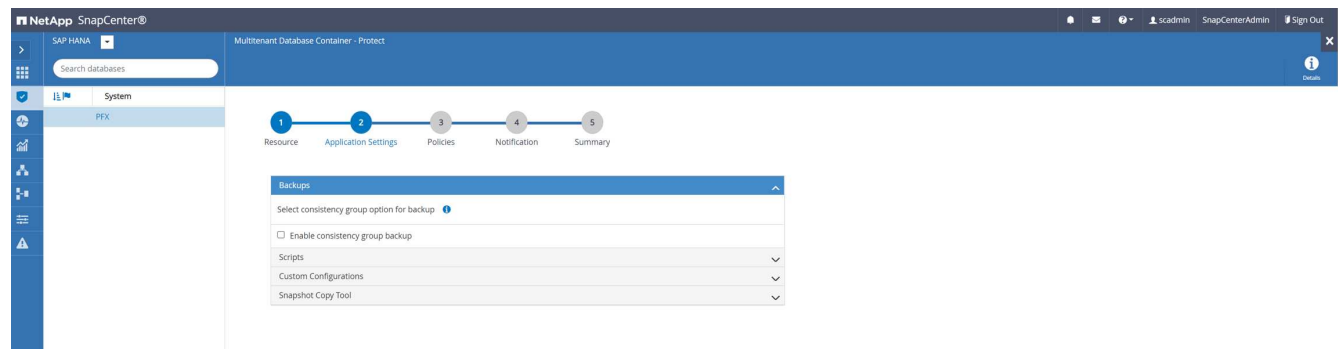 NetApp SnapCenter®
scadmin SnapCenterAdmin Sign Out
SAP HANA
Multitenant Database Container - Protect
Search databases
Details
System
PFX
1 2 3 4 5
Resource Application Settings Policies Notification Summary
Backups
Select consistency group option for backup
Enable consistency group backup
Scripts
Custom Configurations
Snapshot Copy Tool